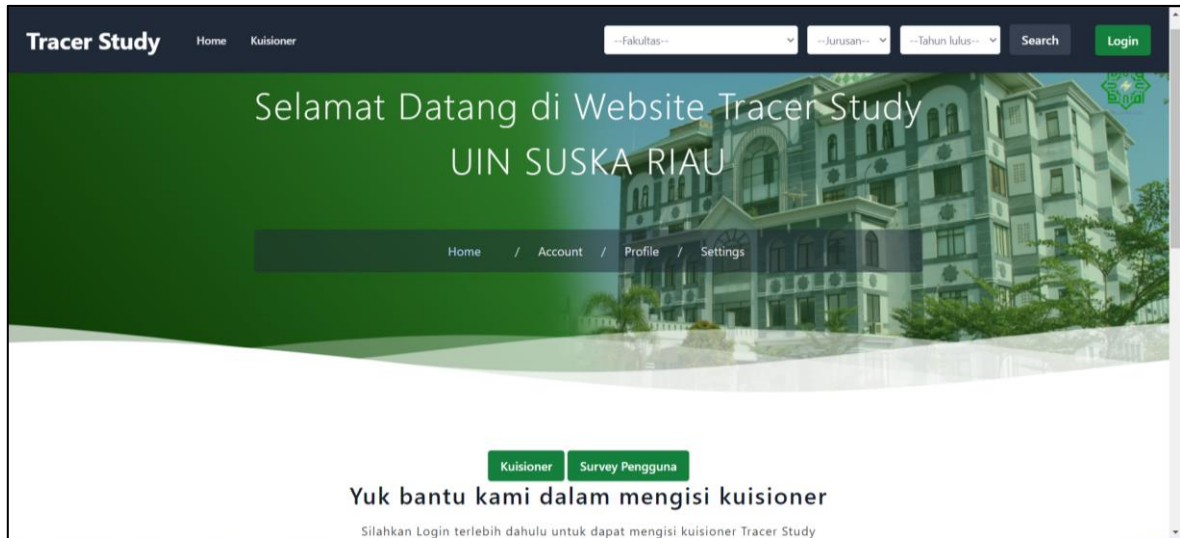 Tracer Study Home Kuisioner --Fakultas-- --Jurusan-- --Tahun lulus-- Search Login
Selamat Datang di Website Tracer Study
UIN SUSKA RIAU
Home / Account / Profile / Settings
Kuisioner Survey Pengguna
Yuk bantu kami dalam mengisi kuisioner
Silahkan Login terlebih dahulu untuk dapat mengisi kuisioner Tracer Study